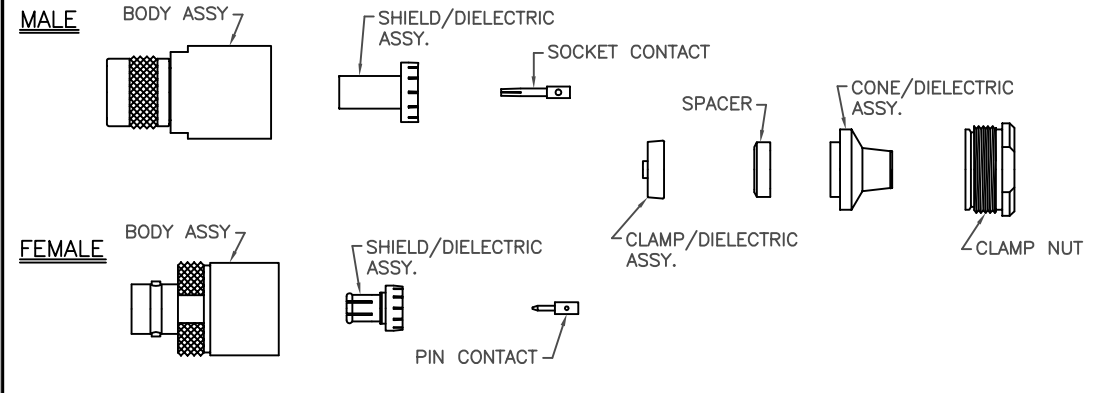 MALE
BODY ASSY
SHIELD/DIELECTRIC
ASSY.
SOCKET CONTACT
SPACER
CONE/DIELECTRIC
ASSY.
CLAMP/DIELECTRIC
ASSY.
CLAMP NUT
FEMALE
BODY ASSY
SHIELD/DIELECTRIC
ASSY.
PIN CONTACT